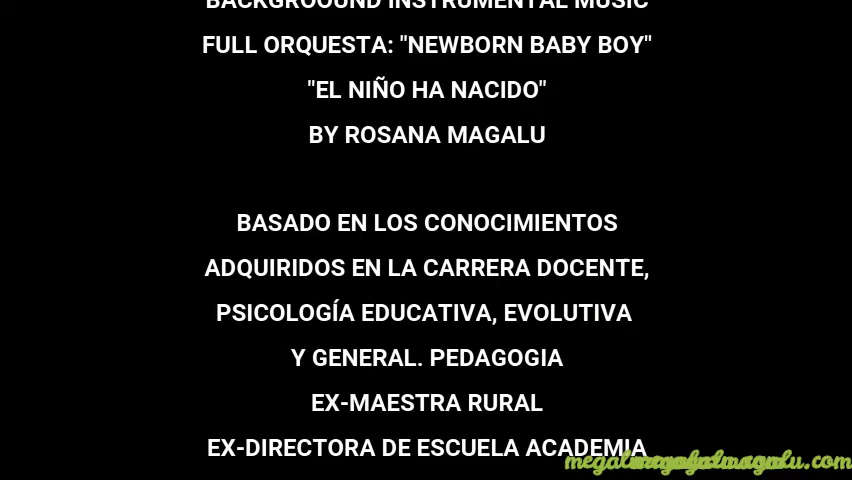 BACKGROOUND INSTRUMENTAL MUSIC
FULL ORQUESTA: "NEWBORN BABY BOY"
"EL NIÑO HA NACIDO"
BY ROSANA MAGALU
BASADO EN LOS CONOCIMIENTOS
ADQUIRIDOS EN LA CARRERA DOCENTE,
PSICOLOGÍA EDUCATIVA, EVOLUTIVA
Y GENERAL. PEDAGOGIA
EX-MAESTRA RURAL
EX-DIRECTORA DE ESCUELA ACADEMIA